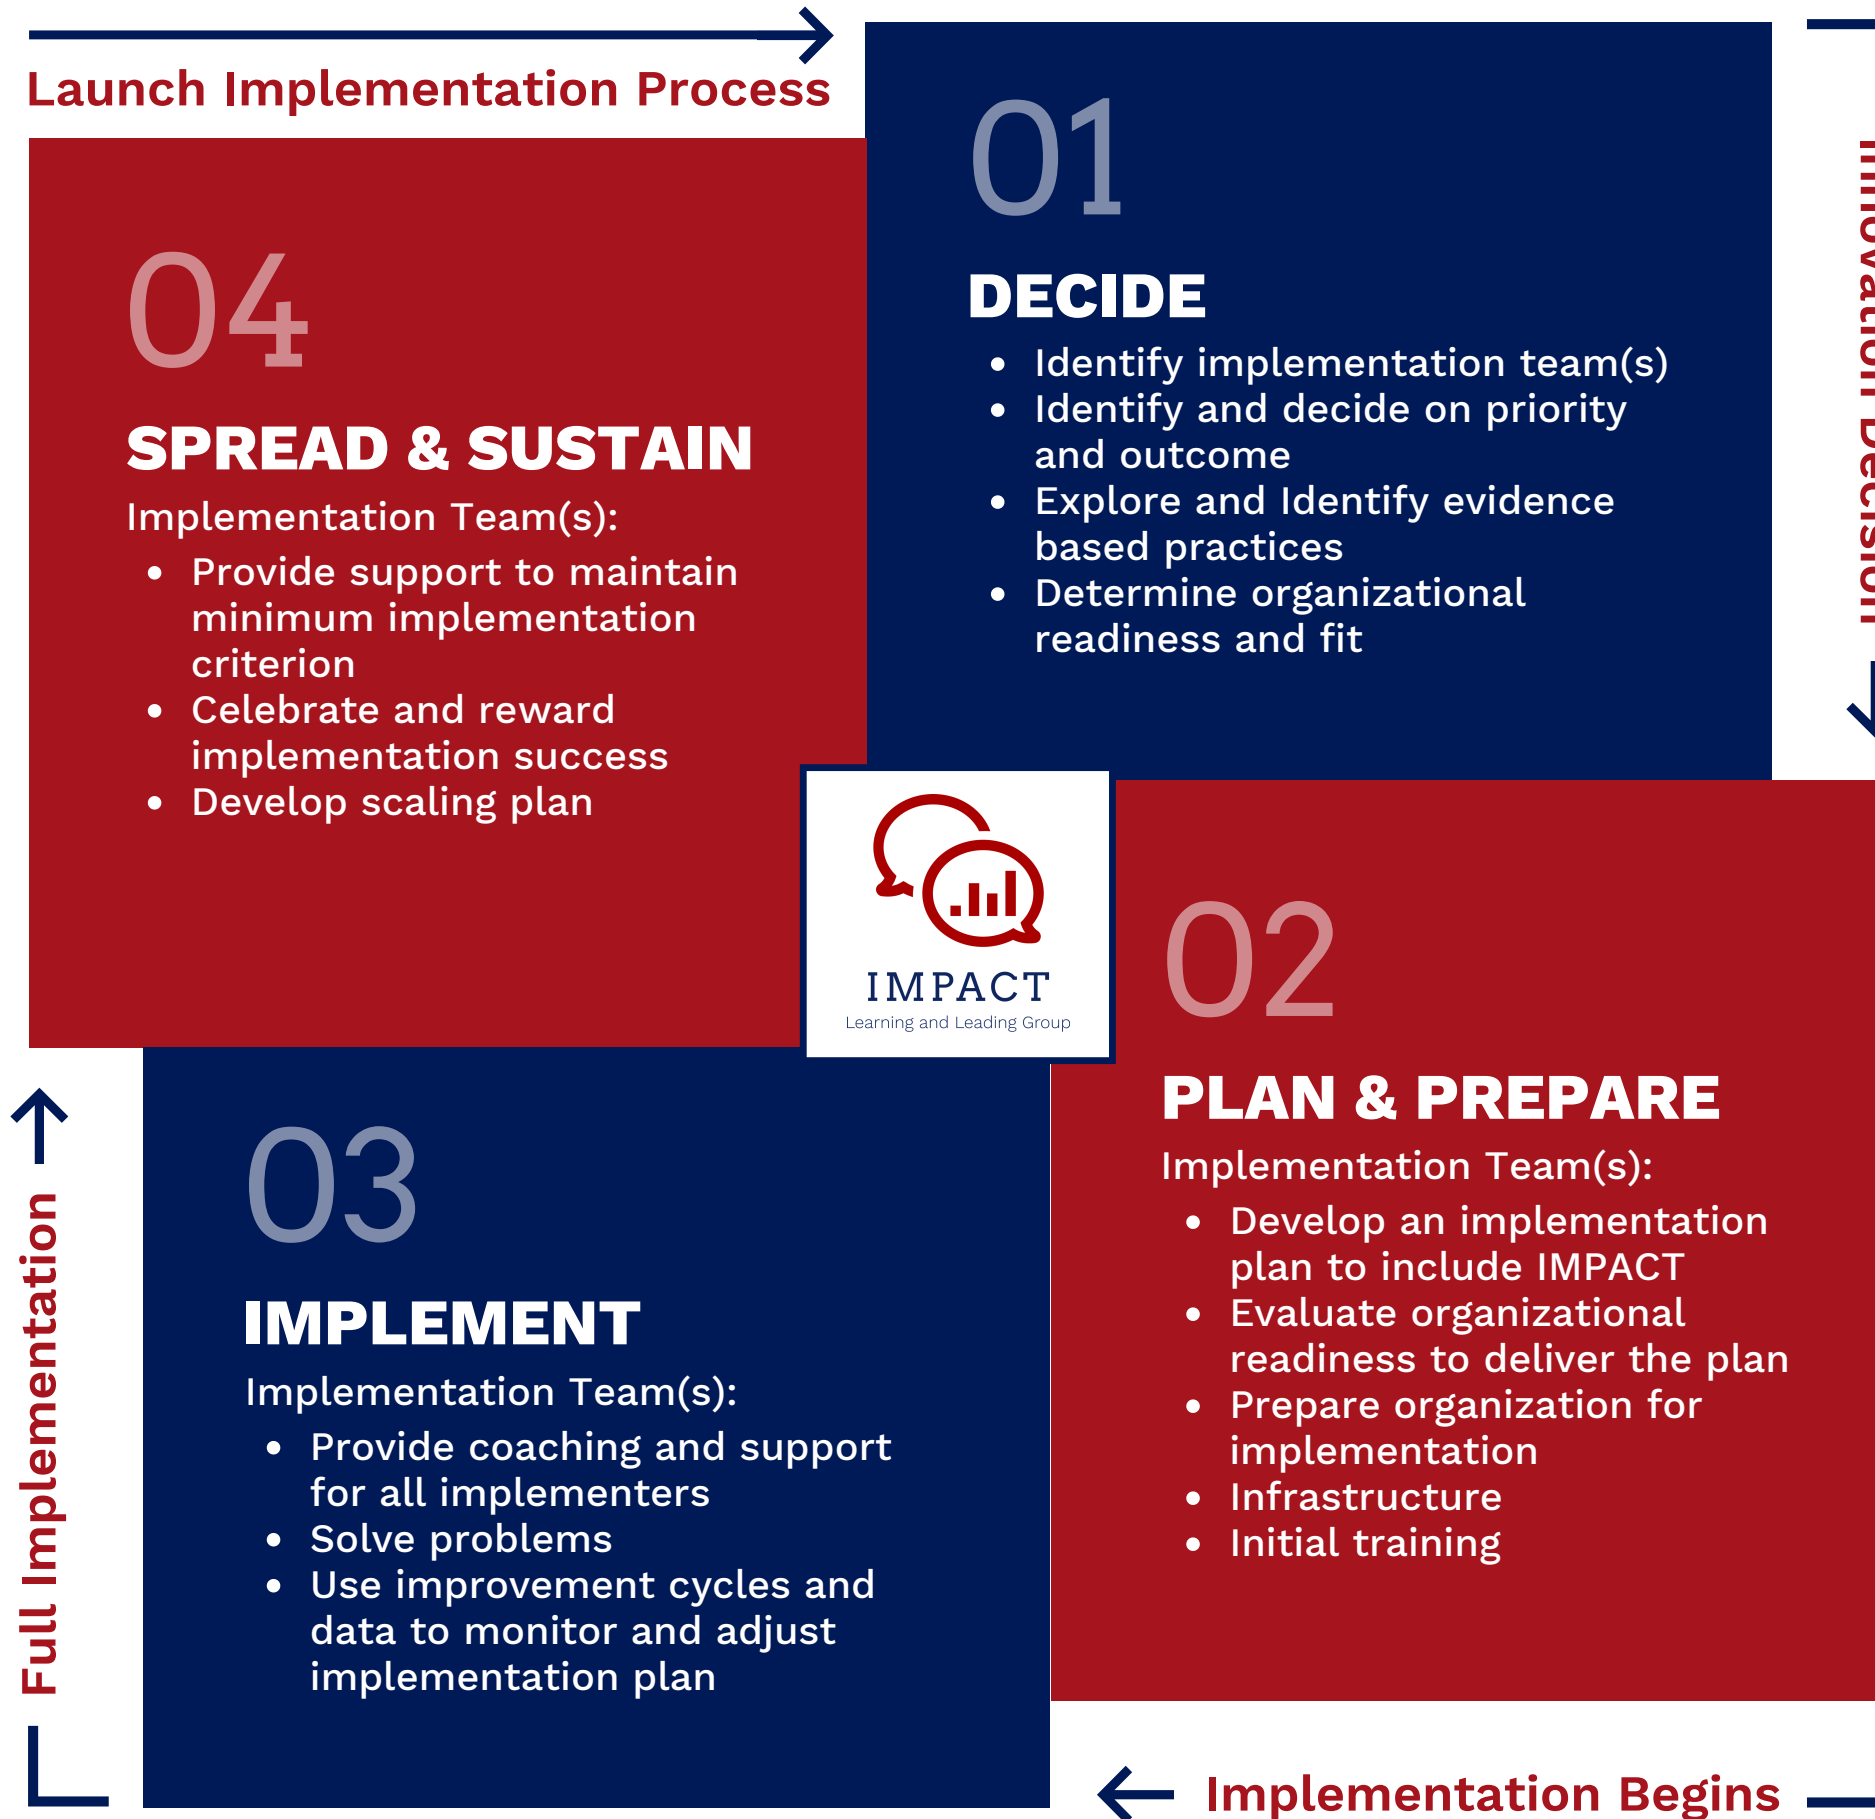 Launch Implementation Process
01
DECIDE
• Identify implementation team(s)
• Identify and decide on priority
and outcome
• Explore and Identify evidence
based practices
• Determine organizational
readiness and fit
Innovation Decision
02
PLAN & PREPARE
Implementation Team(s):
• Develop an implementation
plan to include IMPACT
• Evaluate organizational
readiness to deliver the plan
• Prepare organization for
implementation
• Infrastructure
• Initial training
Implementation Begins
03
IMPLEMENT
Implementation Team(s):
• Provide coaching and support
for all implementers
• Solve problems
• Use improvement cycles and
data to monitor and adjust
implementation plan
Full Implementation
04
SPREAD & SUSTAIN
Implementation Team(s):
• Provide support to maintain
minimum implementation
criterion
• Celebrate and reward
implementation success
• Develop scaling plan
IMPACT
Learning and Leading Group